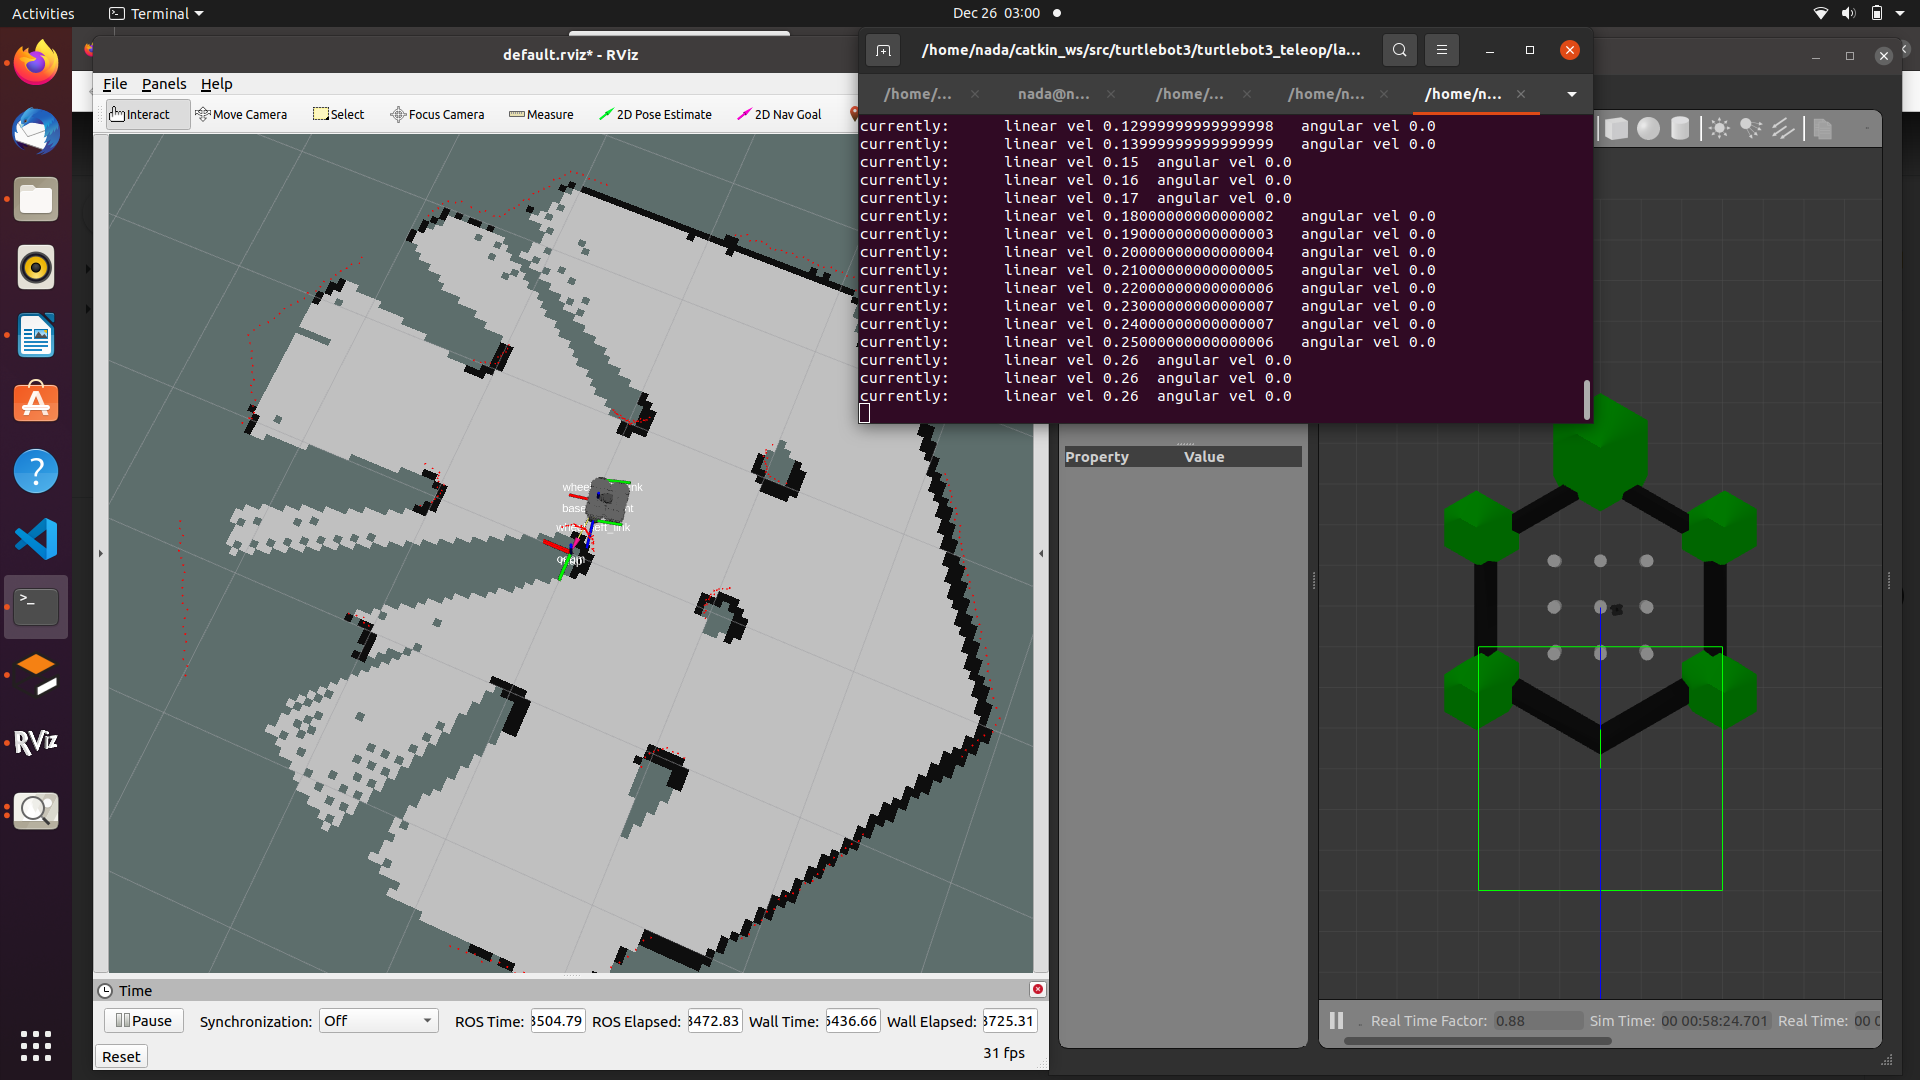 Activities
Terminal
Dec 26 03:00
default.rviz* - RViz
File Panels Help
Interact Move Camera Select Focus Camera Measure 2D Pose Estimate 2D Nav Goal
/home/nada/catkin_ws/src/turtlebot3/turtlebot3_teleop/la...
/home/... nada@n... /home/... /home/n... /home/n...
currently: linear vel 0.12999999999999998 angular vel 0.0
currently: linear vel 0.13999999999999999 angular vel 0.0
currently: linear vel 0.15 angular vel 0.0
currently: linear vel 0.16 angular vel 0.0
currently: linear vel 0.17 angular vel 0.0
currently: linear vel 0.18000000000000002 angular vel 0.0
currently: linear vel 0.19000000000000003 angular vel 0.0
currently: linear vel 0.20000000000000004 angular vel 0.0
currently: linear vel 0.21000000000000005 angular vel 0.0
currently: linear vel 0.22000000000000006 angular vel 0.0
currently: linear vel 0.23000000000000007 angular vel 0.0
currently: linear vel 0.24000000000000007 angular vel 0.0
currently: linear vel 0.25000000000000006 angular vel 0.0
currently: linear vel 0.26 angular vel 0.0
currently: linear vel 0.26 angular vel 0.0
currently: linear vel 0.26 angular vel 0.0
Property Value
RViz
Time
Pause Synchronization: Off ROS Time: 3504.79 ROS Elapsed: 3472.83 Wall Time: 5436.66 Wall Elapsed: 3725.31
Reset
31 fps
Real Time Factor: 0.88 Sim Time: 00 00:58:24.701 Real Time: 00 0